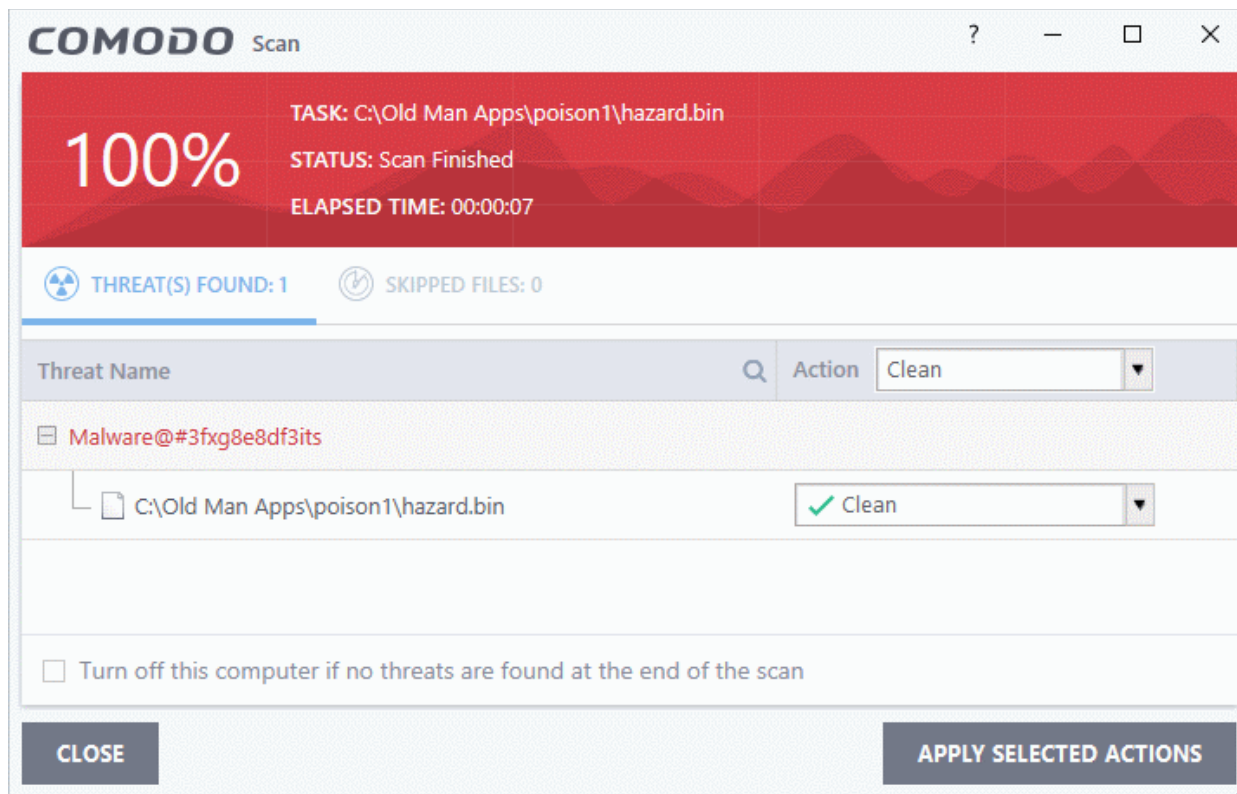 COMODO Scan
?
100%
TASK: C:\Old Man Apps\poison1\hazard.bin
STATUS: Scan Finished
ELAPSED TIME: 00:00:07
THREAT(S) FOUND: 1 SKIPPED FILES: 0
Threat Name Action Clean
Malware@#3fxg8e8df3its
C:\Old Man Apps\poison1\hazard.bin Clean
Turn off this computer if no threats are found at the end of the scan
CLOSE APPLY SELECTED ACTIONS